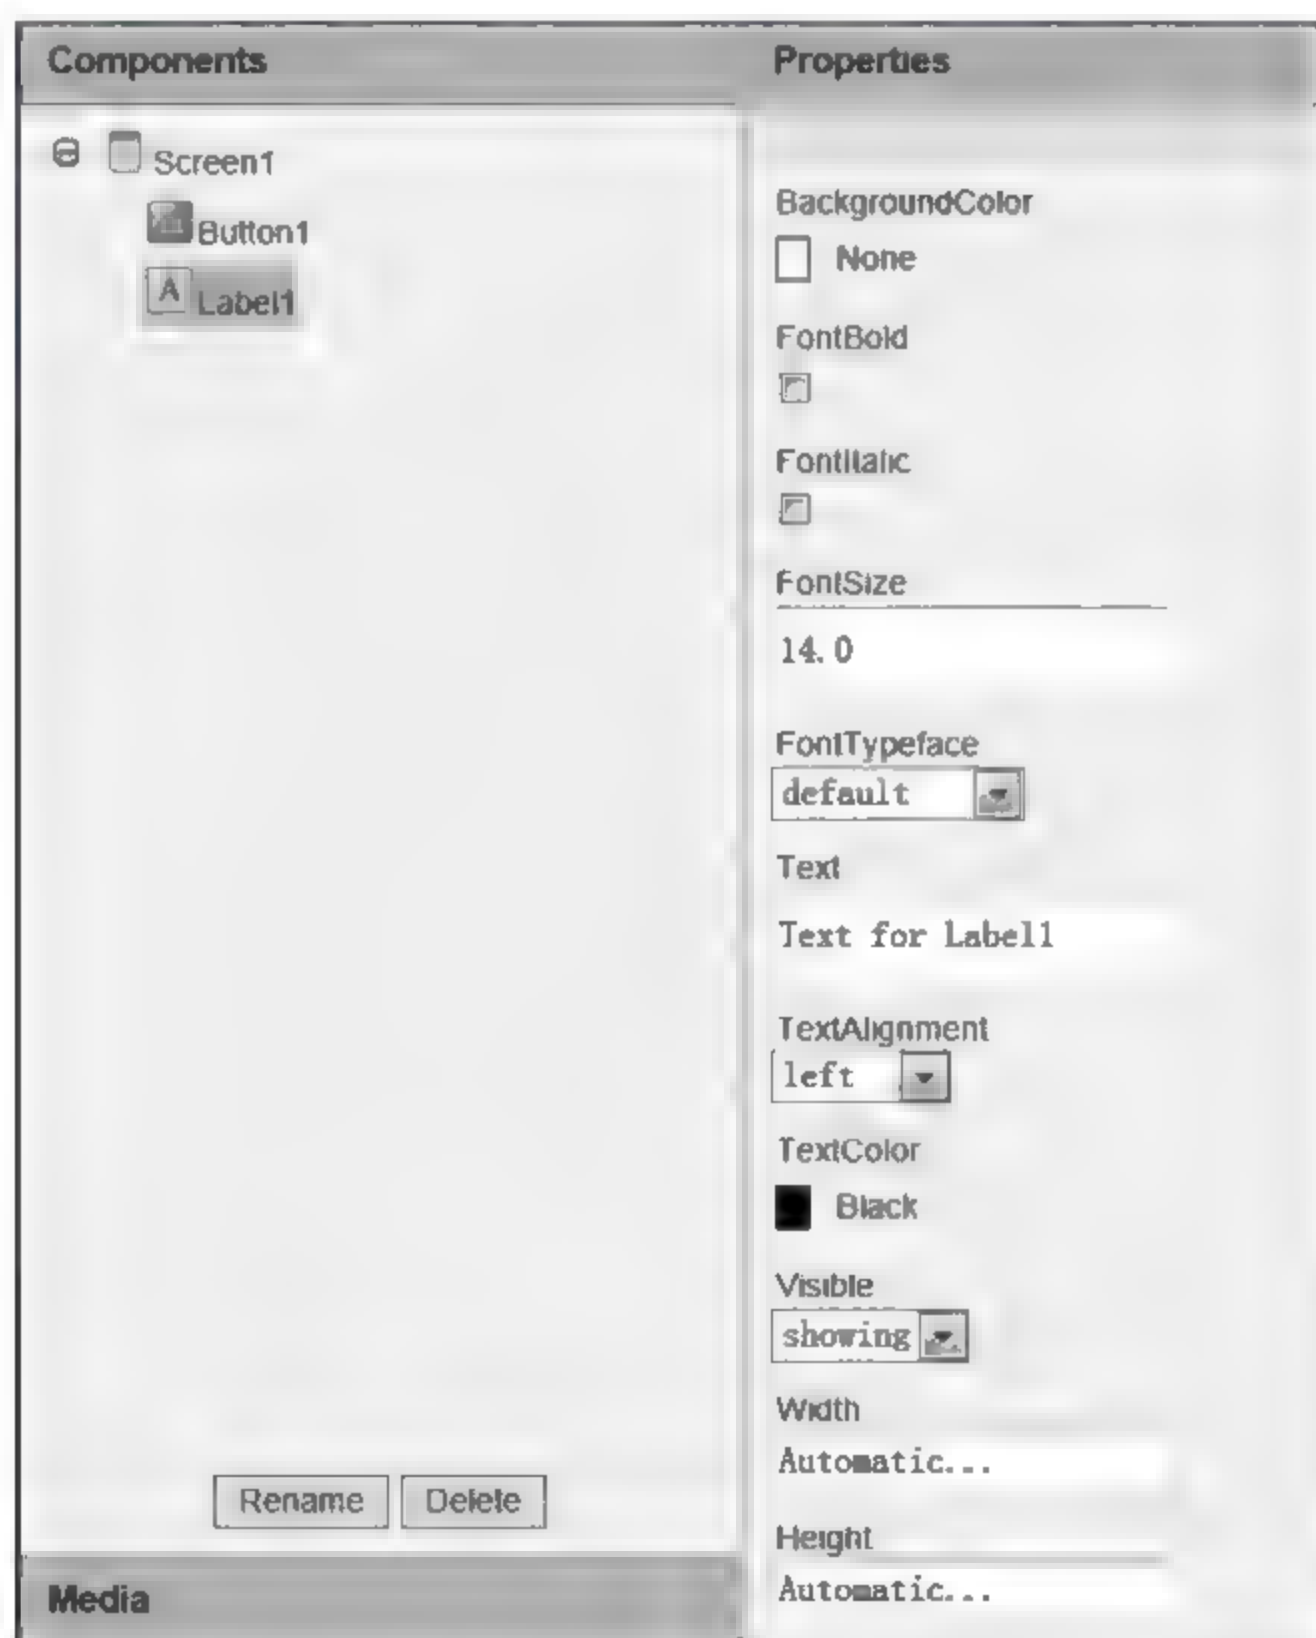 Components
Screen1
Button1
A Label1
Rename
Delete
Media
Properties
BackgroundColor
None
FontBold
FontItalic
FontSize
14.0
FontTypeface
default
Text
Text for Label1
TextAlignment
left
TextColor
Black
Visible
showing
Width
Automatic...
Height
Automatic...